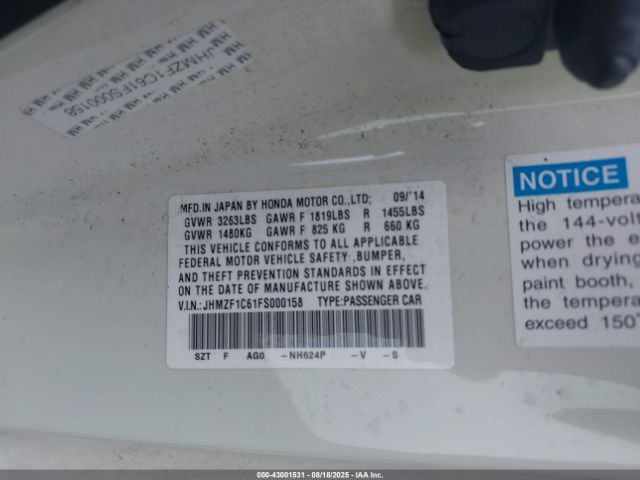 JHMZF1C61FS000158
MFD.IN JAPAN BY HONDA MOTOR CO.,LTD; 09/'14
GVWR 3263LBS GAWR F 1819LBS R 1455LBS
GVWR 1480KG GAWR F 825 KG R 660 KG
THIS VEHICLE CONFORMS TO ALL APPLICABLE
FEDERAL MOTOR VEHICLE SAFETY ,BUMPER,
AND THEFT PREVENTION STANDARDS IN EFFECT
ON THE DATE OF MANUFACTURE SHOWN ABOVE.
V.I.N.: JHMZF1C61FS000158 TYPE:PASSENGER CAR
SZT F AG0 -NH624P -V -S
NOTICE
High tempera
the 144-vol
power the e
when drying
paint booth,
the tempera
exceed 150°
000-43001531 - 08/18/2025 - IAA Inc.